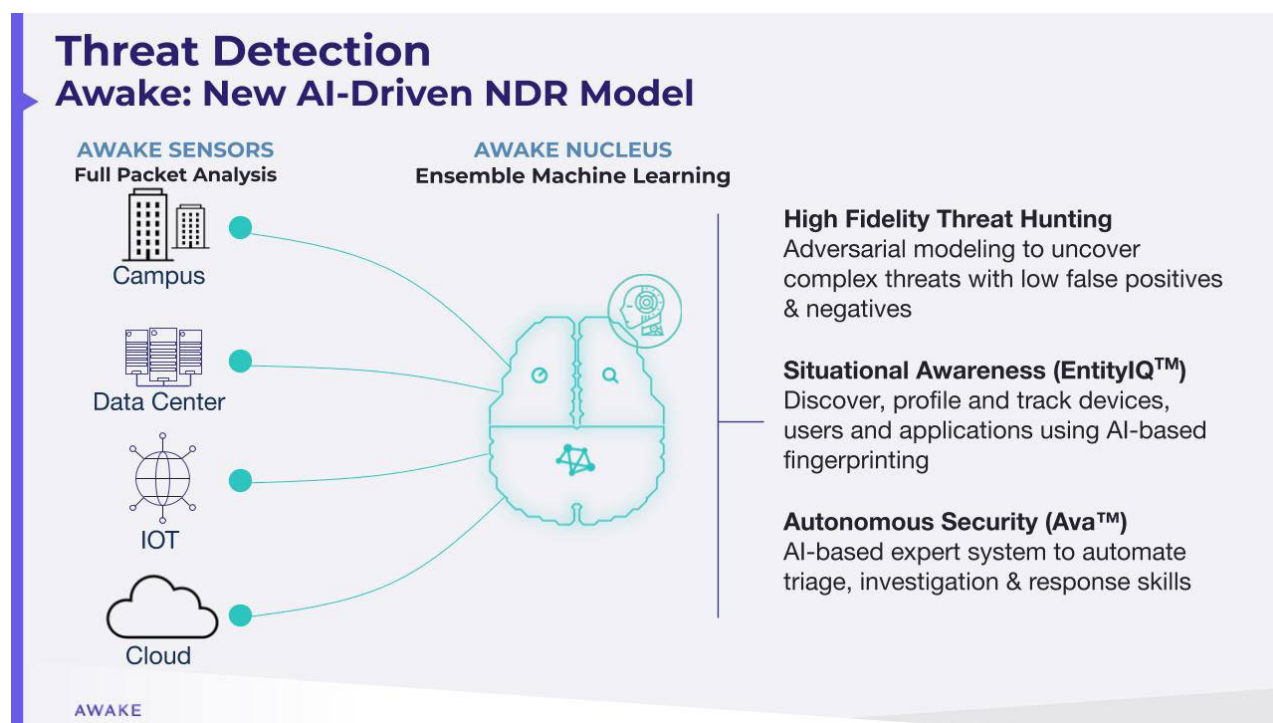 Threat Detection
Awake: New AI-Driven NDR Model
AWAKE SENSORS
Full Packet Analysis
Campus
Data Center
IOT
Cloud
AWAKE NUCLEUS
Ensemble Machine Learning
High Fidelity Threat Hunting
Adversarial modeling to uncover
complex threats with low false positives
& negatives
Situational Awareness (EntityIQ™)
Discover, profile and track devices,
users and applications using AI-based
fingerprinting
Autonomous Security (Ava™)
AI-based expert system to automate
triage, investigation & response skills
AWAKE